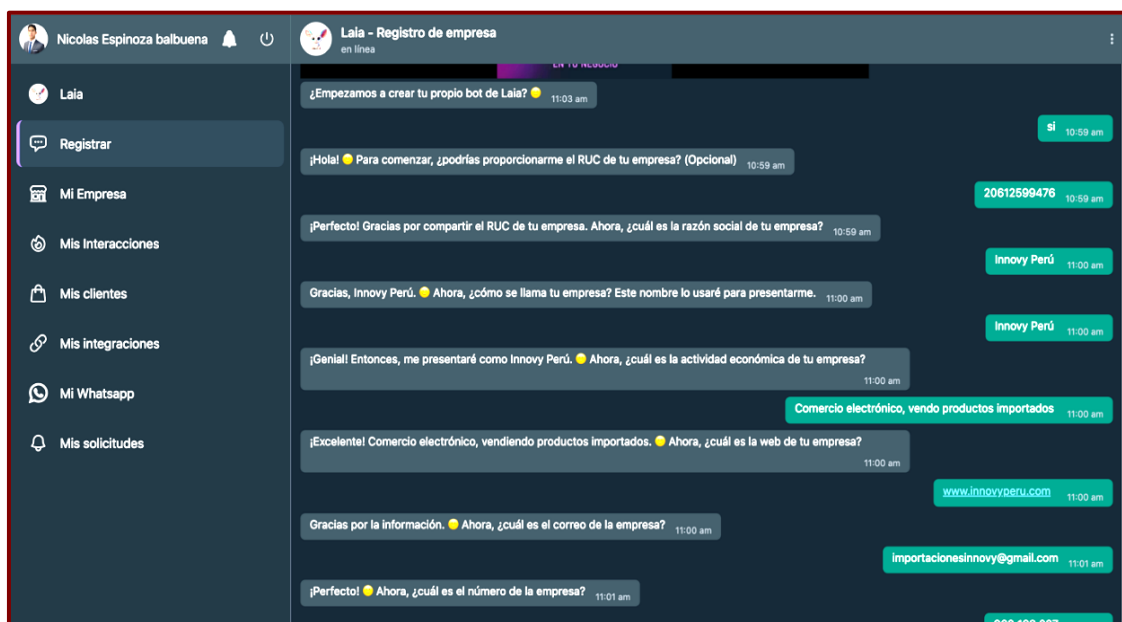 Nicolas Espinoza balbuena
Laia
Registrar
Mi Empresa
Mis Interacciones
Mis clientes
Mis integraciones
Mi Whatsapp
Mis solicitudes
Laia - Registro de empresa
en línea
EN TU NEGOCIO
¿Empezamos a crear tu propio bot de Laia? 11:03 am
si 10:59 am
¡Hola! Para comenzar, ¿podrías proporcionarme el RUC de tu empresa? (Opcional) 10:59 am
20612599476 10:59 am
¡Perfecto! Gracias por compartir el RUC de tu empresa. Ahora, ¿cuál es la razón social de tu empresa? 10:59 am
Innovy Perú 11:00 am
Gracias, Innovy Perú. Ahora, ¿cómo se llama tu empresa? Este nombre lo usaré para presentarme. 11:00 am
Innovy Perú 11:00 am
¡Genial! Entonces, me presentaré como Innovy Perú. Ahora, ¿cuál es la actividad económica de tu empresa?
11:00 am
Comercio electrónico, vendo productos importados 11:00 am
¡Excelente! Comercio electrónico, vendiendo productos importados. Ahora, ¿cuál es la web de tu empresa?
11:00 am
www.innovyperu.com 11:00 am
Gracias por la información. Ahora, ¿cuál es el correo de la empresa? 11:00 am
importacionesinnovy@gmail.com 11:01 am
¡Perfecto! Ahora, ¿cuál es el número de la empresa? 11:01 am